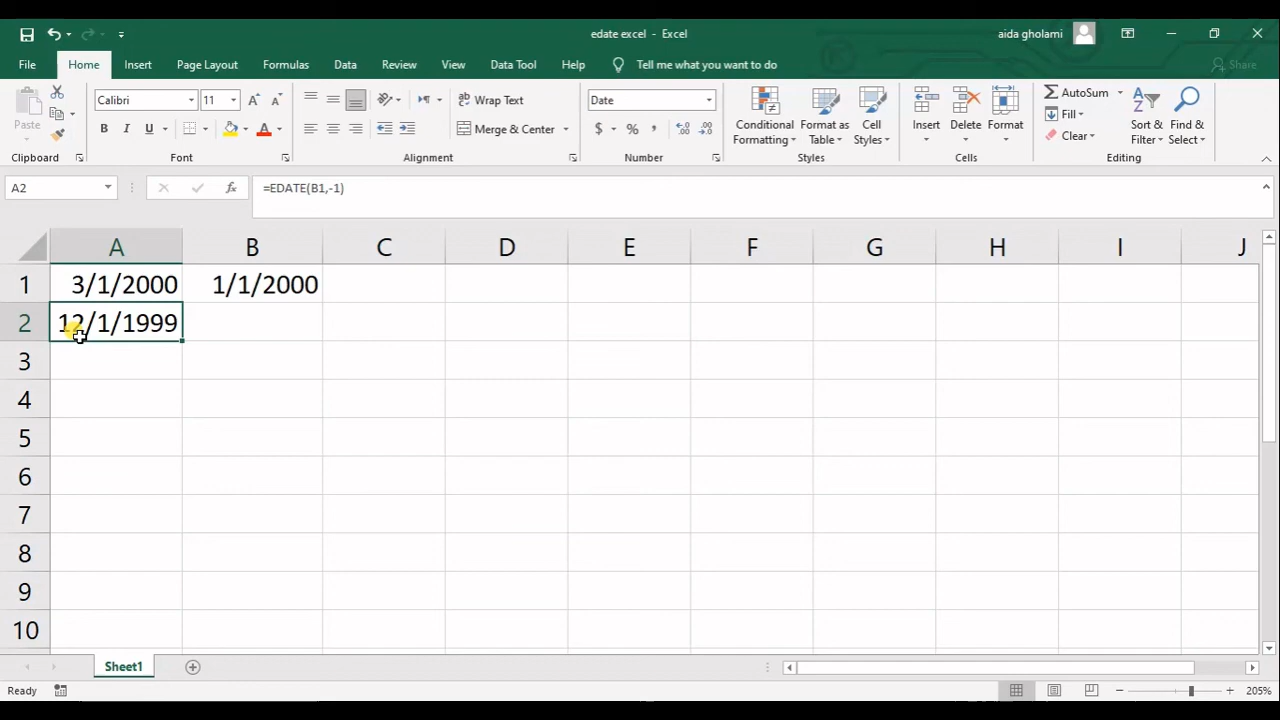 edate excel - Excel
aida gholami
File Home Insert Page Layout Formulas Data Review View Data Tool Help Tell me what you want to do Share
Paste
Calibri 11
B I U
Wrap Text
Merge & Center
Date
$ % ,
Conditional Formatting
Format as Table
Cell Styles
Insert Delete Format
AutoSum
Fill
Clear
Sort & Filter
Find & Select
Clipboard Font Alignment Number Styles Cells Editing
A2 fx =EDATE(B1,-1)
A B C D E F G H I J
1 3/1/2000 1/1/2000
2 12/1/1999
3
4
5
6
7
8
9
10
Sheet1
Ready 205%